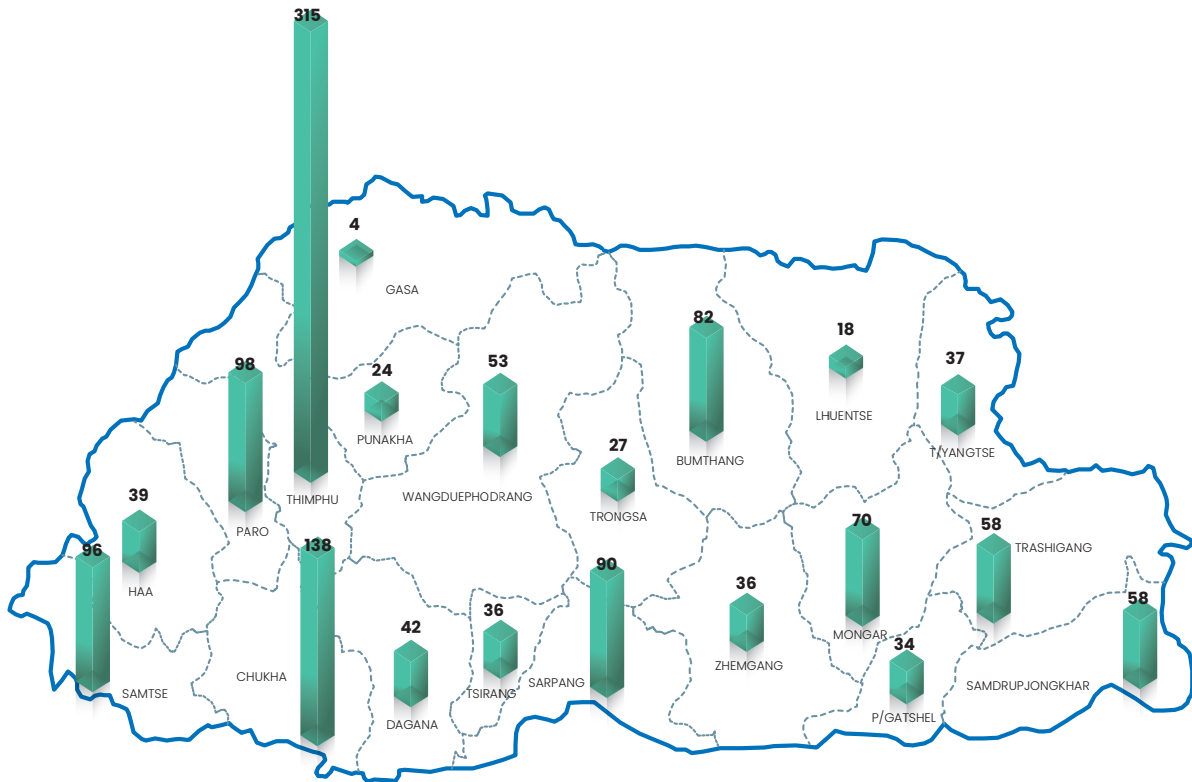 315
4
GASA
82
18
53
37
98
24
LHUENTSE
PUNAKHA
27
BUMTHANG
T/YANGTSE
39
WANGDUEPHODRANG
THIMPHU
TRONGSA
PARO
70
58
96
138
TRASHIGANG
90
HAA
36
36
58
42
MONGAR
34
ZHEMGANG
CHUKHA
SARPANG
SAMDRUPJONGKHAR
SAMTSE
TSIRANG
P/GATSHEL
DAGANA